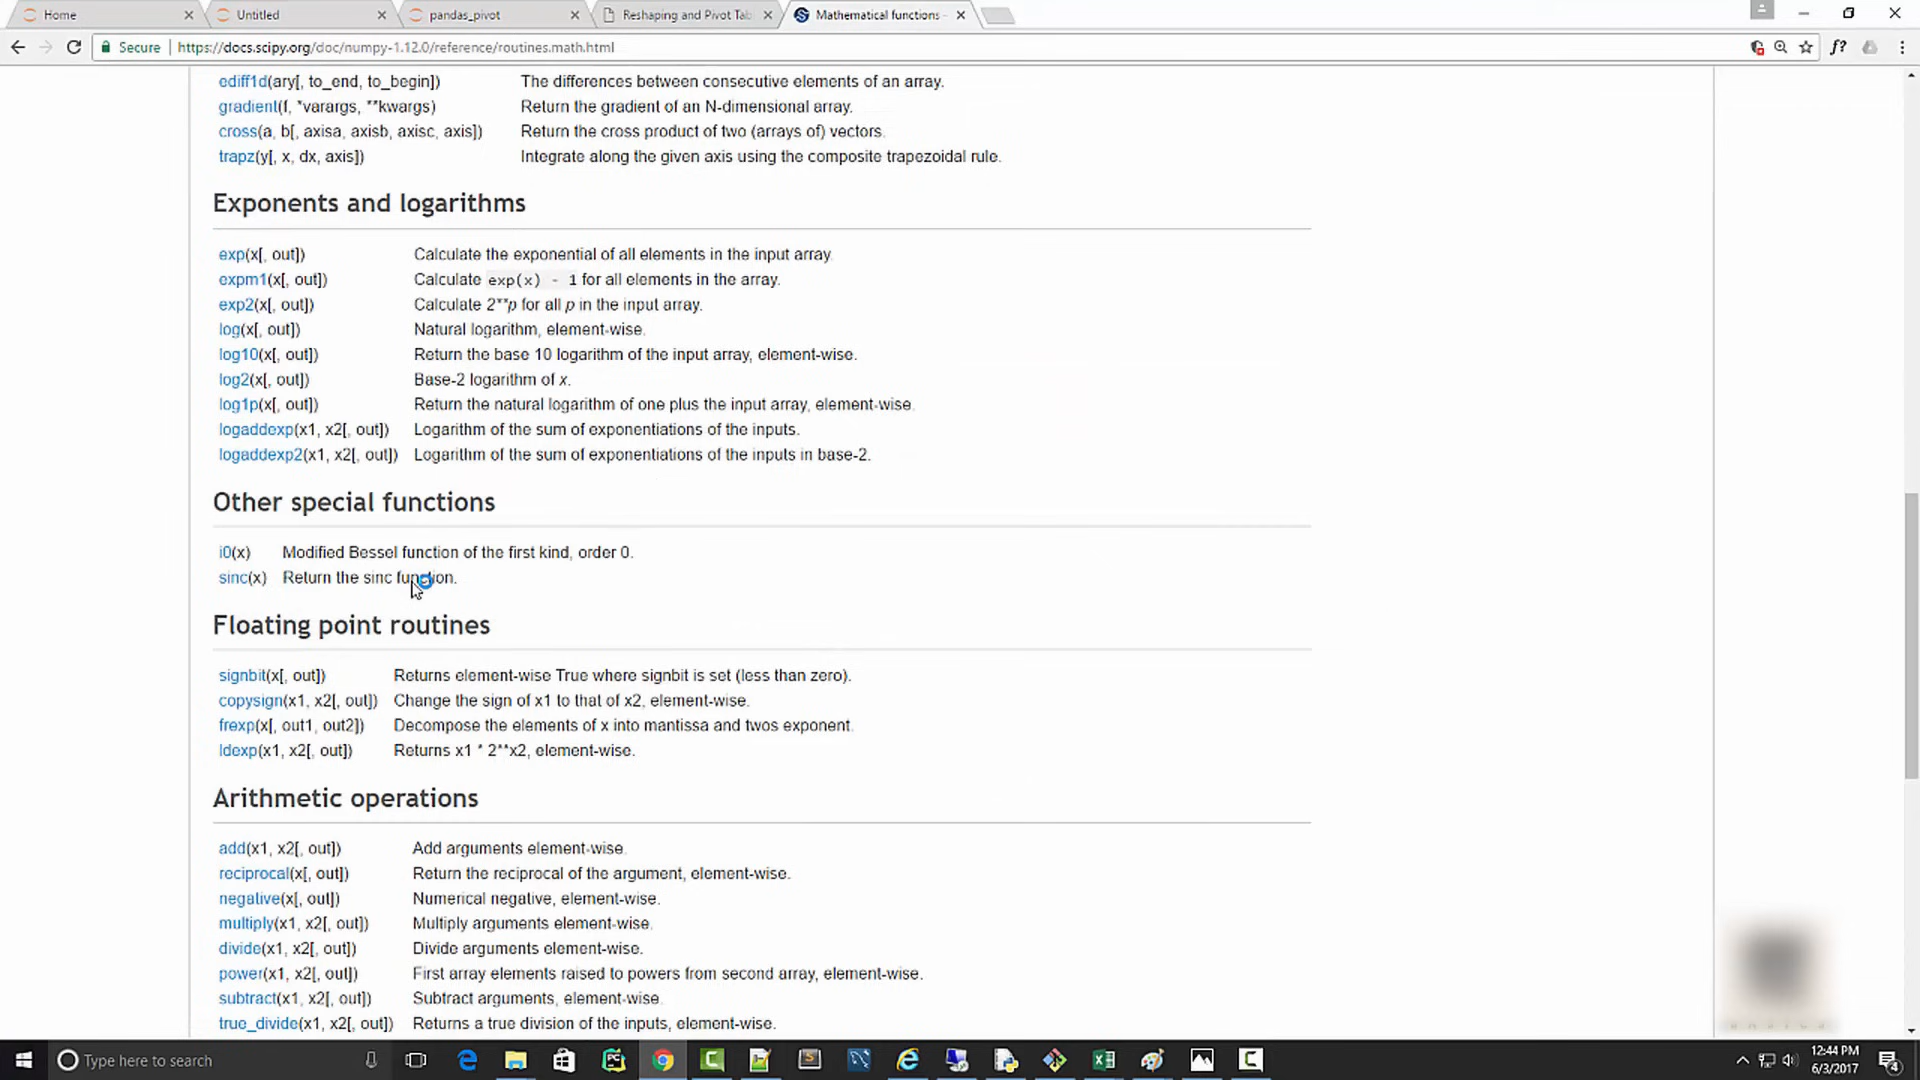 Home
Untitled
pandas_pivot
Reshaping and Pivot Tab
Mathematical functions -
Secure
https://docs.scipy.org/doc/numpy-1.12.0/reference/routines.math.html
f?
ediff1d(ary[, to_end, to_begin]) The differences between consecutive elements of an array.
gradient(f, *varargs, **kwargs) Return the gradient of an N-dimensional array.
cross(a, b[, axisa, axisb, axisc, axis]) Return the cross product of two (arrays of) vectors.
trapz(y[, x, dx, axis]) Integrate along the given axis using the composite trapezoidal rule.
Exponents and logarithms
exp(x[, out]) Calculate the exponential of all elements in the input array.
expm1(x[, out]) Calculate exp(x) - 1 for all elements in the array.
exp2(x[, out]) Calculate 2**p for all p in the input array.
log(x[, out]) Natural logarithm, element-wise.
log10(x[, out]) Return the base 10 logarithm of the input array, element-wise.
log2(x[, out]) Base-2 logarithm of x.
log1p(x[, out]) Return the natural logarithm of one plus the input array, element-wise.
logaddexp(x1, x2[, out]) Logarithm of the sum of exponentiations of the inputs.
logaddexp2(x1, x2[, out]) Logarithm of the sum of exponentiations of the inputs in base-2.
Other special functions
i0(x) Modified Bessel function of the first kind, order 0.
sinc(x) Return the sinc function.
Floating point routines
signbit(x[, out]) Returns element-wise True where signbit is set (less than zero).
copysign(x1, x2[, out]) Change the sign of x1 to that of x2, element-wise.
frexp(x[, out1, out2]) Decompose the elements of x into mantissa and twos exponent.
ldexp(x1, x2[, out]) Returns x1 * 2**x2, element-wise.
Arithmetic operations
add(x1, x2[, out]) Add arguments element-wise.
reciprocal(x[, out]) Return the reciprocal of the argument, element-wise.
negative(x[, out]) Numerical negative, element-wise.
multiply(x1, x2[, out]) Multiply arguments element-wise.
divide(x1, x2[, out]) Divide arguments element-wise.
power(x1, x2[, out]) First array elements raised to powers from second array, element-wise.
subtract(x1, x2[, out]) Subtract arguments, element-wise.
true_divide(x1, x2[, out]) Returns a true division of the inputs, element-wise.
Type here to search
12:44 PM
6/3/2017
4